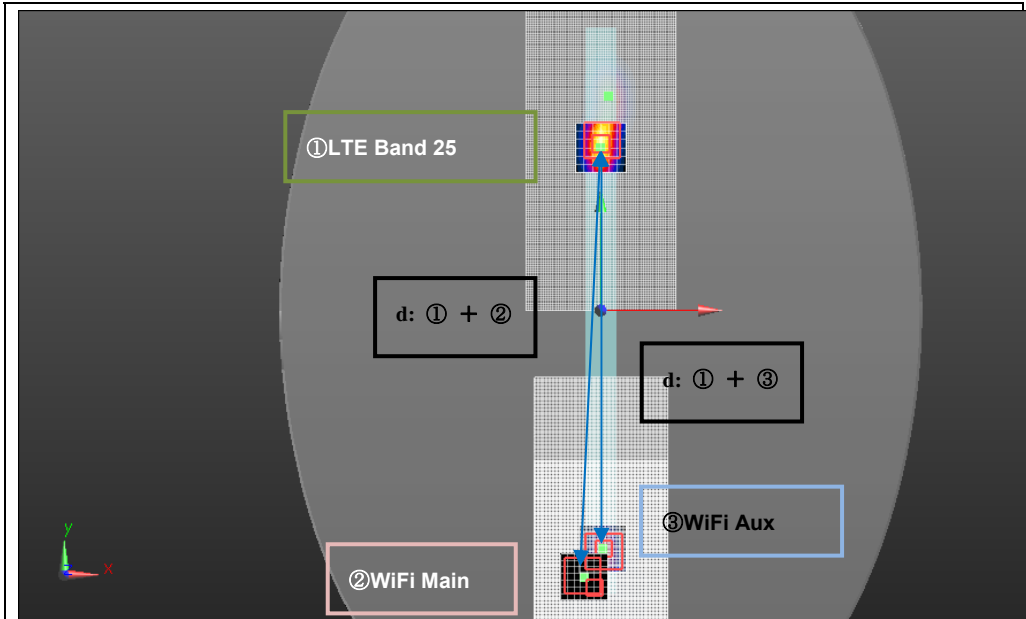 ①LTE Band 25
d: ① + ②
d: ① + ③
③WiFi Aux
②WiFi Main
y
x